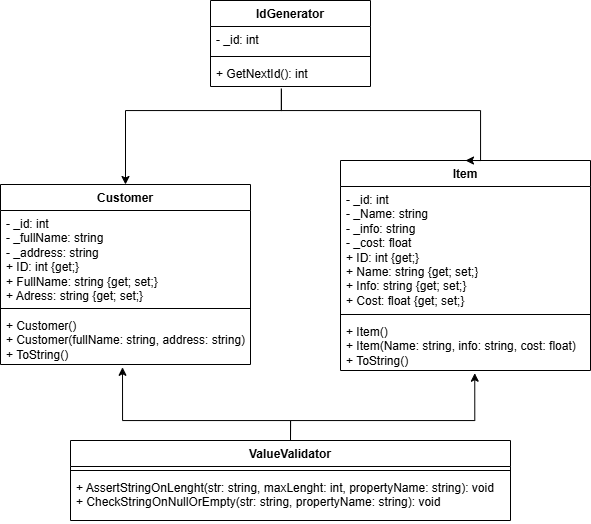 IdGenerator
- _id: int
+ GetNextId(): int
Customer
- _id: int
- _fullName: string
- _address: string
+ ID: int {get;}
+ FullName: string {get; set;}
+ Adress: string {get; set;}
+ Customer()
+ Customer(fullName: string, address: string)
+ ToString()
Item
- _id: int
- _Name: string
- _info: string
- _cost: float
+ ID: int {get;}
+ Name: string {get; set;}
+ Info: string {get; set;}
+ Cost: float {get; set;}
+ Item()
+ Item(Name: string, info: string, cost: float)
+ ToString()
ValueValidator
+ AssertStringOnLenght(str: string, maxLenght: int, propertyName: string): void
+ CheckStringOnNullOrEmpty(str: string, propertyName: string): void